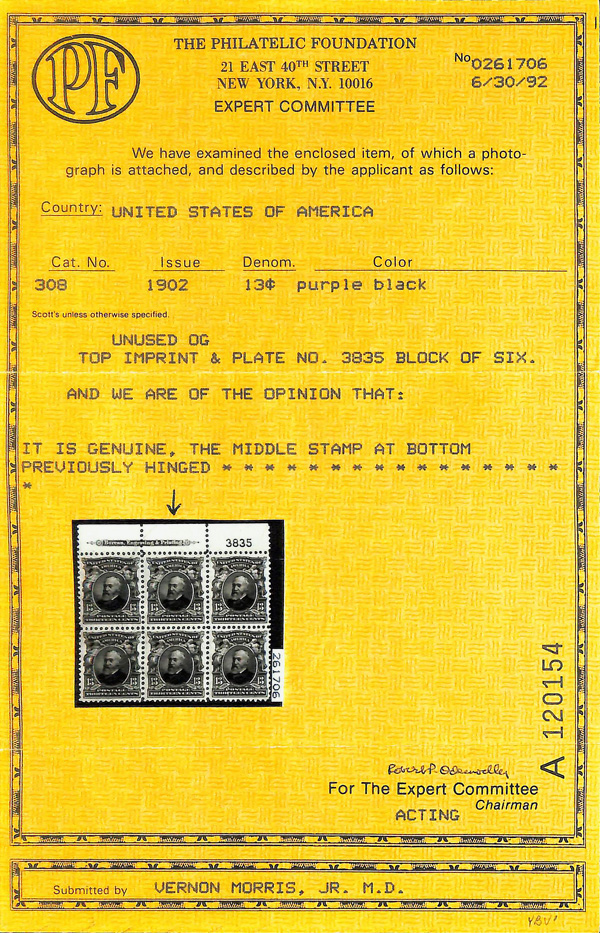 PF
THE PHILATELIC FOUNDATION
21 EAST 40TH STREET
NEW YORK, N.Y. 10016
EXPERT COMMITTEE
No. 0261706
6/30/92
We have examined the enclosed item, of which a photo-
graph is attached, and described by the applicant as follows:
Country: UNITED STATES OF AMERICA
Cat. No. Issue Denom. Color
308 1902 13¢ purple black
Scott's unless otherwise specified.
UNUSED OG
TOP IMPRINT & PLATE NO. 3835 BLOCK OF SIX.
AND WE ARE OF THE OPINION THAT:
IT IS GENUINE, THE MIDDLE STAMP AT BOTTOM
PREVIOUSLY HINGED * * * * * * * * * * * * * * * *
*
Bureau, Engraving & Printing 3835
261706
A 120154
For The Expert Committee
Chairman
ACTING
Submitted by VERNON MORRIS, JR. M.D.